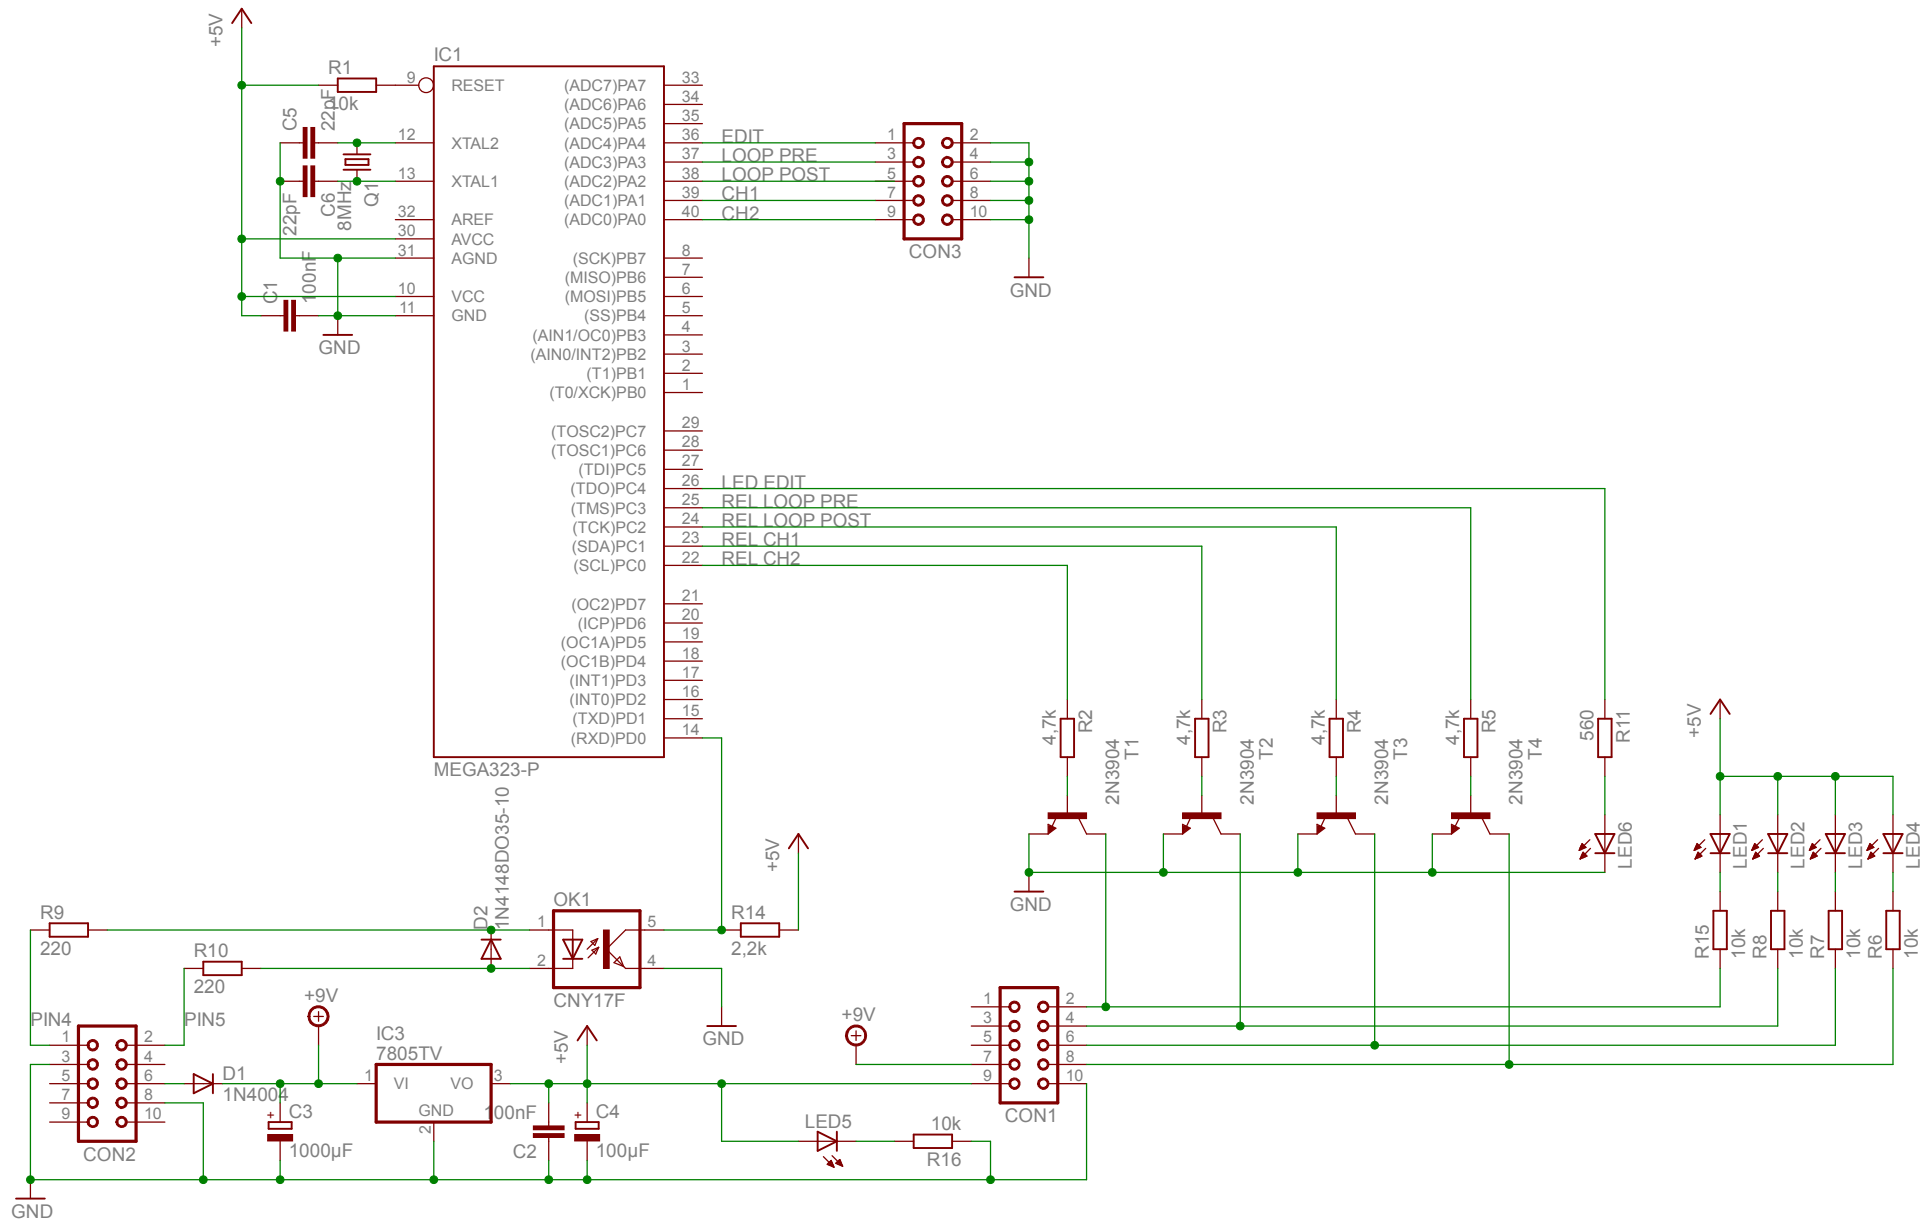 +5V
IC1
R1
10k
9
RESET
C5
22pF
12
XTAL2
13
XTAL1
22pF
C6
8MHz
Q1
32
AREF
30
AVCC
31
AGND
C1
100nF
10
VCC
11
GND
GND
(ADC7)PA7
33
(ADC6)PA6
34
(ADC5)PA5
35
(ADC4)PA4
36
EDIT
(ADC3)PA3
37
LOOP PRE
(ADC2)PA2
38
LOOP POST
(ADC1)PA1
39
CH1
(ADC0)PA0
40
CH2
1
2
3
4
5
6
7
8
9
10
CON3
GND
(SCK)PB7
8
(MISO)PB6
7
(MOSI)PB5
6
(SS)PB4
5
(AIN1/OC0)PB3
4
(AIN0/INT2)PB2
3
(T1)PB1
2
(T0/XCK)PB0
1
(TOSC2)PC7
29
(TOSC1)PC6
28
(TDI)PC5
27
(TDO)PC4
26
LED EDIT
(TMS)PC3
25
REL LOOP PRE
(TCK)PC2
24
REL LOOP POST
(SDA)PC1
23
REL CH1
(SCL)PC0
22
REL CH2
(OC2)PD7
21
(ICP)PD6
20
(OC1A)PD5
19
(OC1B)PD4
18
(INT1)PD3
17
(INT0)PD2
16
(TXD)PD1
15
(RXD)PD0
14
MEGA323-P
4,7k
R2
2N3904
T1
4,7k
R3
2N3904
T2
4,7k
R4
2N3904
T3
4,7k
R5
2N3904
T4
560
R11
LED6
GND
+5V
LED1
LED2
LED3
LED4
R15
10k
R8
10k
R7
10k
R6
10k
R9
220
R10
220
D2
1N4148DO35-10
OK1
1
2
5
4
CNY17F
R14
2,2k
+5V
GND
PIN4
PIN5
1
2
3
4
5
6
7
8
9
10
CON2
GND
D1
1N4004
+9V
C3
+
1000µF
IC3
7805TV
1
VI
VO
3
GND
2
100nF
C2
+5V
C4
+
100µF
LED5
10k
R16
+9V
1
2
3
4
5
6
7
8
9
10
CON1